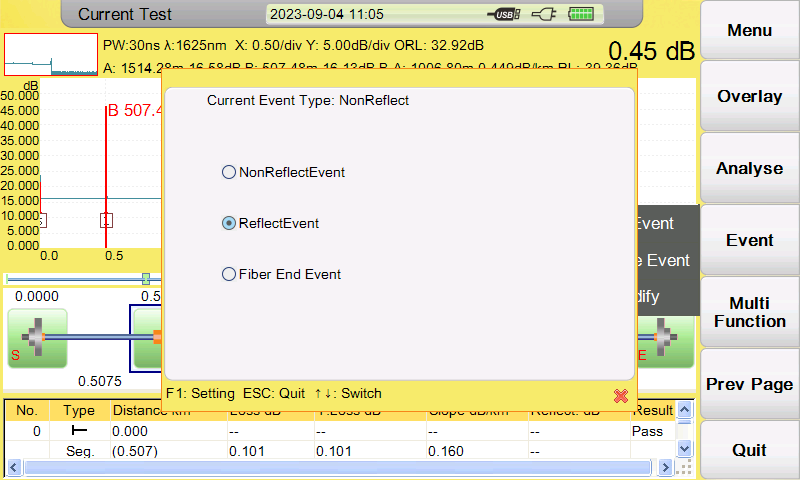 Current Test
2023-09-04 11:05
USB
PW:30ns λ:1625nm X: 0.50/div Y: 5.00dB/div ORL: 32.92dB
0.45 dB
A: 1514.28m 16.58dB B: 507.48m 16.13dB B-A: 1006.80m 0.449dB/km RL: 39.36dB
dB
50.000
45.000
40.000
35.000
30.000
25.000
20.000
15.000
10.000
5.000
0.000
B 507.4
0.0 0.5
Current Event Type: NonReflect
NonReflectEvent
ReflectEvent
Fiber End Event
F1: Setting ESC: Quit ↑↓: Switch
Event
e Event
dify
0.0000 0.5
S
E
0.5075
No. Type Distance km Loss dB T.Loss dB Slope dB/km Reflect. dB Result
0 0.000 -- -- -- -- Pass
Seg. (0.507) 0.101 0.101 0.160 --
Menu
Overlay
Analyse
Event
Multi
Function
Prev Page
Quit